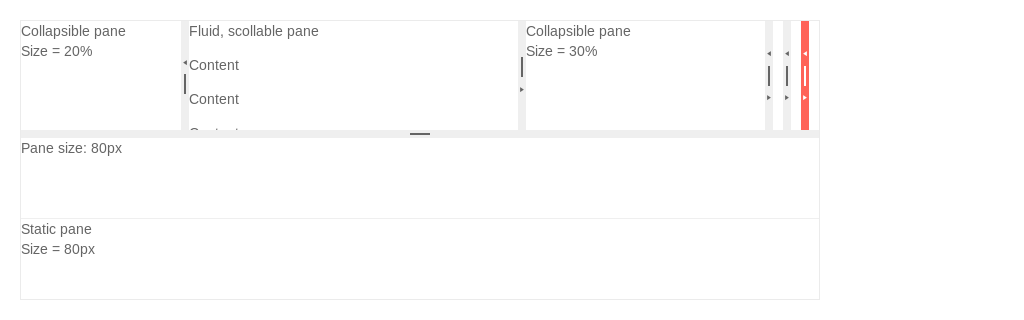 Collapsible pane
Size = 20%
Fluid, scollable pane
Content
Content
Collapsible pane
Size = 30%
Pane size: 80px
Static pane
Size = 80px